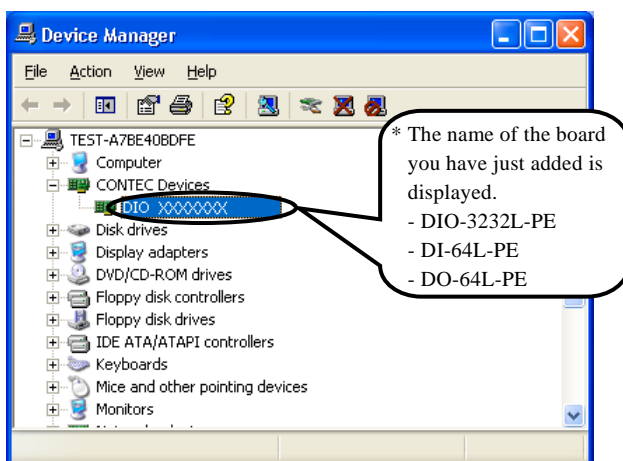 Device Manager
File Action View Help
TEST-A7BE40BDFE
Computer
CONTEC Devices
DIO XXXXXXX
Disk drives
Display adapters
DVD/CD-ROM drives
Floppy disk controllers
Floppy disk drives
IDE ATA/ATAPI controllers
Keyboards
Mice and other pointing devices
Monitors
* The name of the board
you have just added is
displayed.
- DIO-3232L-PE
- DI-64L-PE
- DO-64L-PE